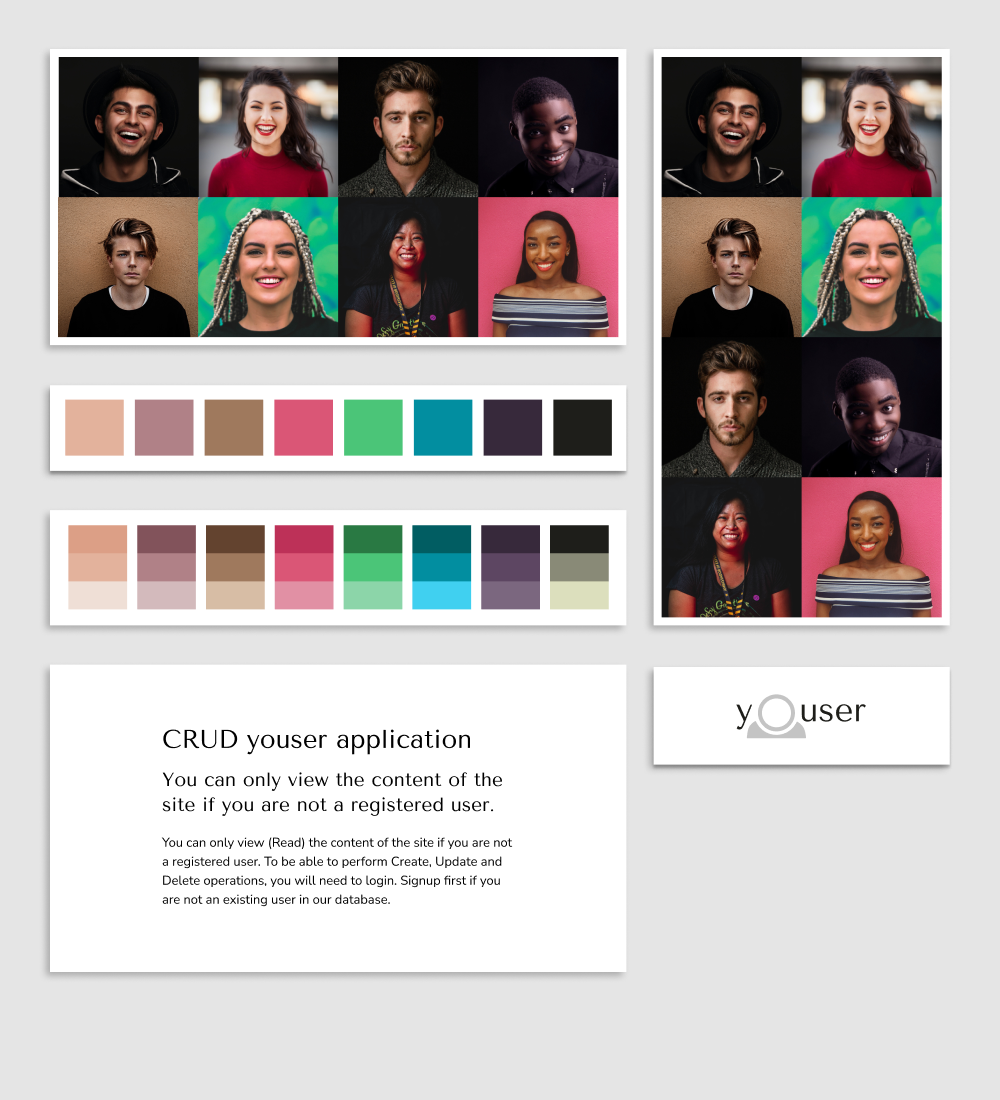 youser
CRUD youser application
You can only view the content of the
site if you are not a registered user.
You can only view (Read) the content of the site if you are not
a registered user. To be able to perform Create, Update and
Delete operations, you will need to login. Signup first if you
are not an existing user in our database.